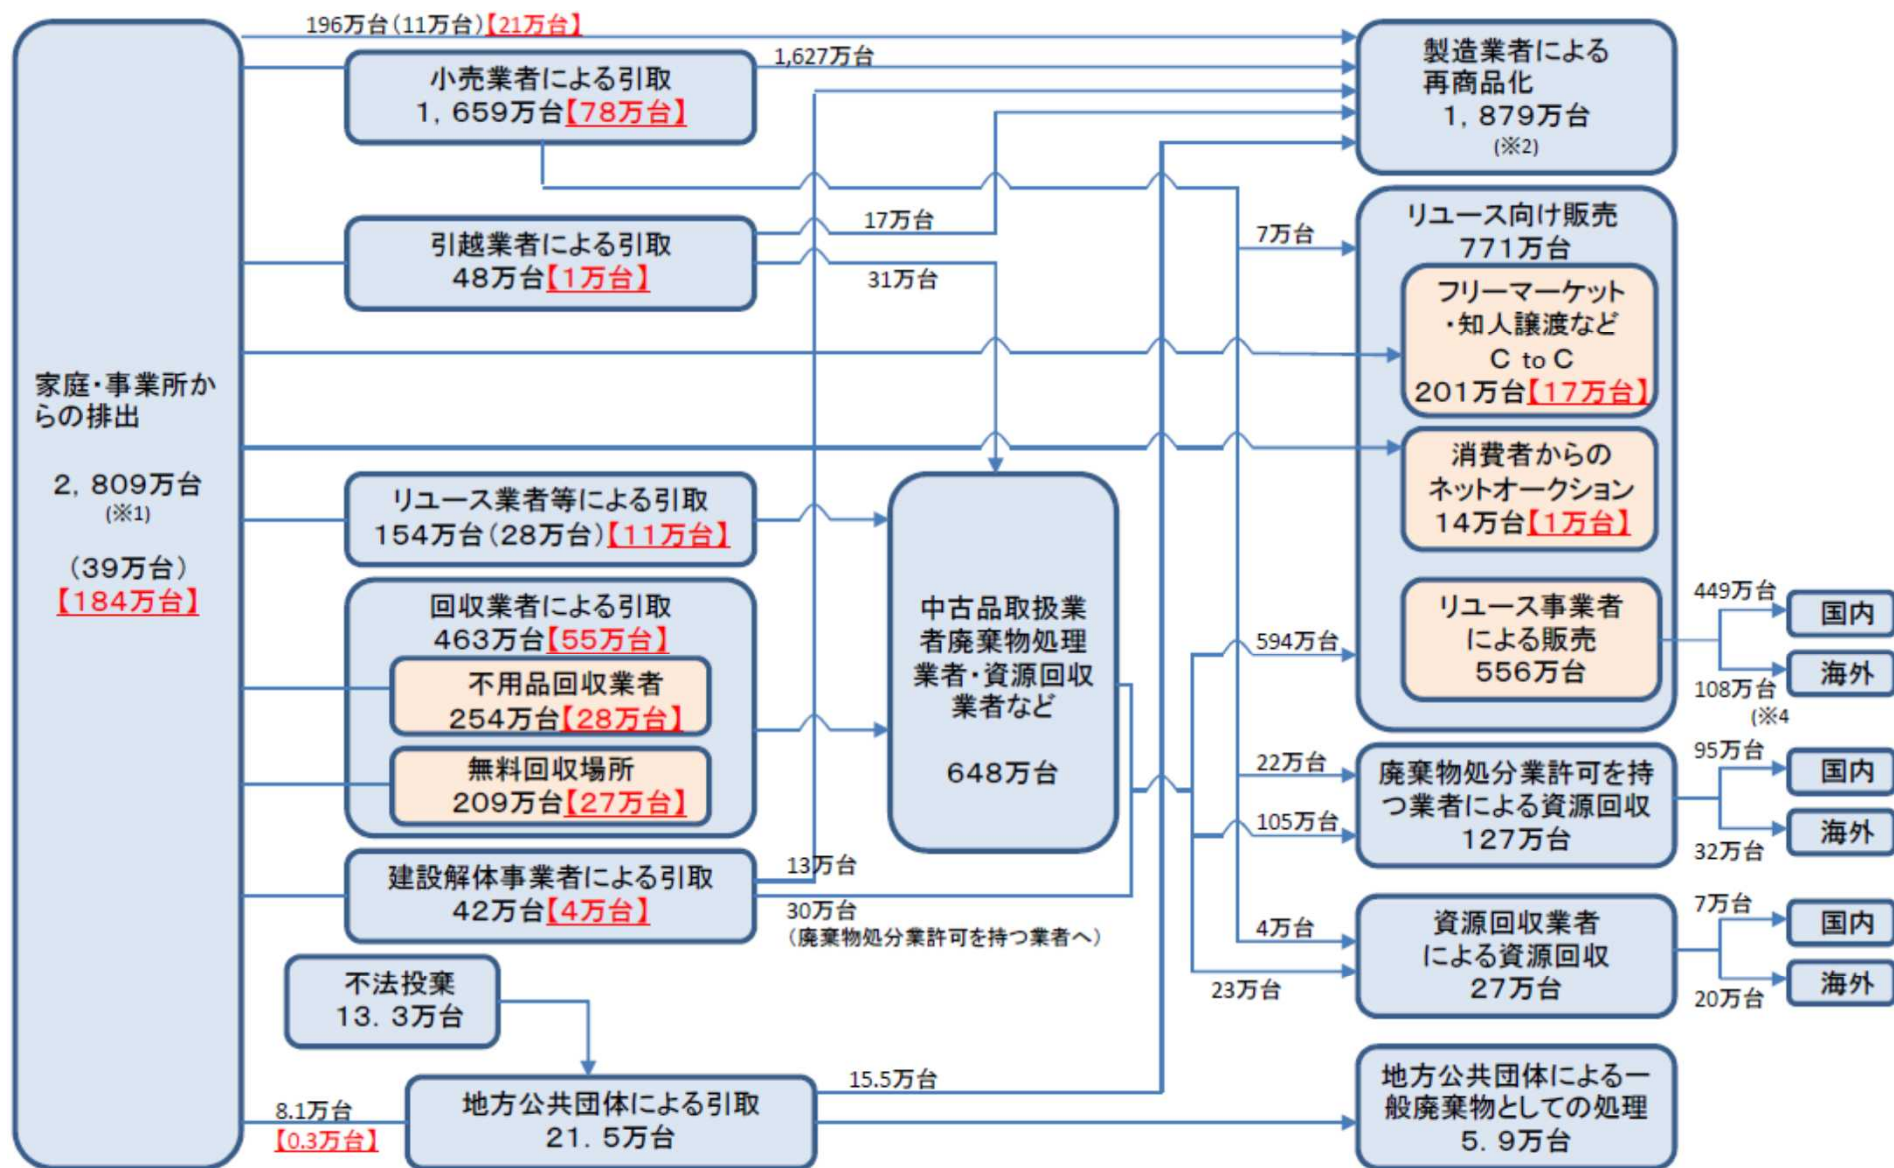 家庭・事業所か
らの排出
2,809万台
(※1)
(39万台)
【184万台】
196万台(11万台)【21万台】
小売業者による引取
1,659万台【78万台】
1,627万台
引越業者による引取
48万台【1万台】
17万台
31万台
リユース業者等による引取
154万台(28万台)【11万台】
回収業者による引取
463万台【55万台】
不用品回収業者
254万台【28万台】
無料回収場所
209万台【27万台】
建設解体事業者による引取
42万台【4万台】
13万台
30万台
(廃棄物処分業許可を持つ業者へ)
不法投棄
13.3万台
8.1万台
【0.3万台】
地方公共団体による引取
21.5万台
15.5万台
中古品取扱業
者廃棄物処理
業者・資源回収
業者など
648万台
製造業者による
再商品化
1,879万台
(※2)
7万台
リユース向け販売
771万台
フリーマーケット
・知人譲渡など
C to C
201万台【17万台】
消費者からの
ネットオークション
14万台【1万台】
594万台
リユース事業者
による販売
556万台
449万台
国内
108万台
(※4
海外
22万台
105万台
廃棄物処分業許可を持
つ業者による資源回収
127万台
95万台
国内
32万台
海外
4万台
23万台
資源回収業者
による資源回収
27万台
7万台
国内
20万台
海外
地方公共団体による一
般廃棄物としての処理
5.9万台